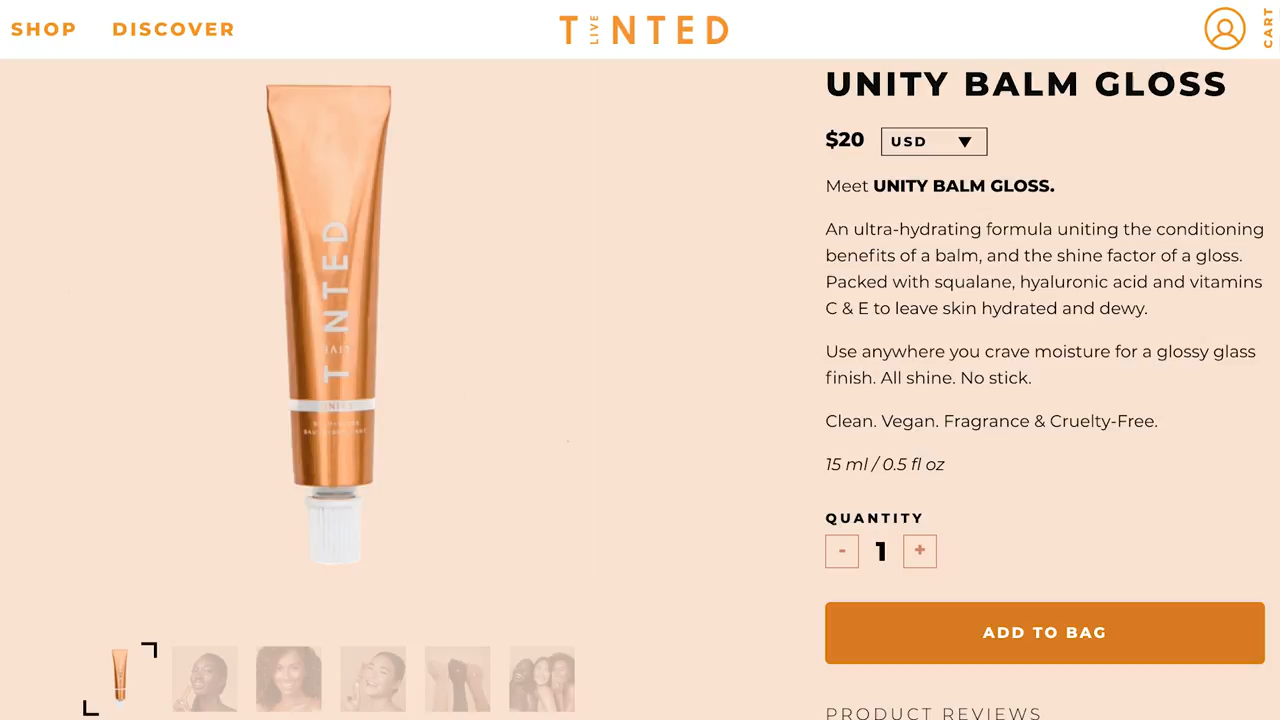 SHOP
DISCOVER
T LIVE NTED
CART
UNITY BALM GLOSS
$20
USD
Meet UNITY BALM GLOSS.
An ultra-hydrating formula uniting the conditioning
benefits of a balm, and the shine factor of a gloss.
Packed with squalane, hyaluronic acid and vitamins
C & E to leave skin hydrated and dewy.
Use anywhere you crave moisture for a glossy glass
finish. All shine. No stick.
Clean. Vegan. Fragrance & Cruelty-Free.
15 ml / 0.5 fl oz
QUANTITY
- 1 +
ADD TO BAG
PRODUCT REVIEWS
T LIVE NTED